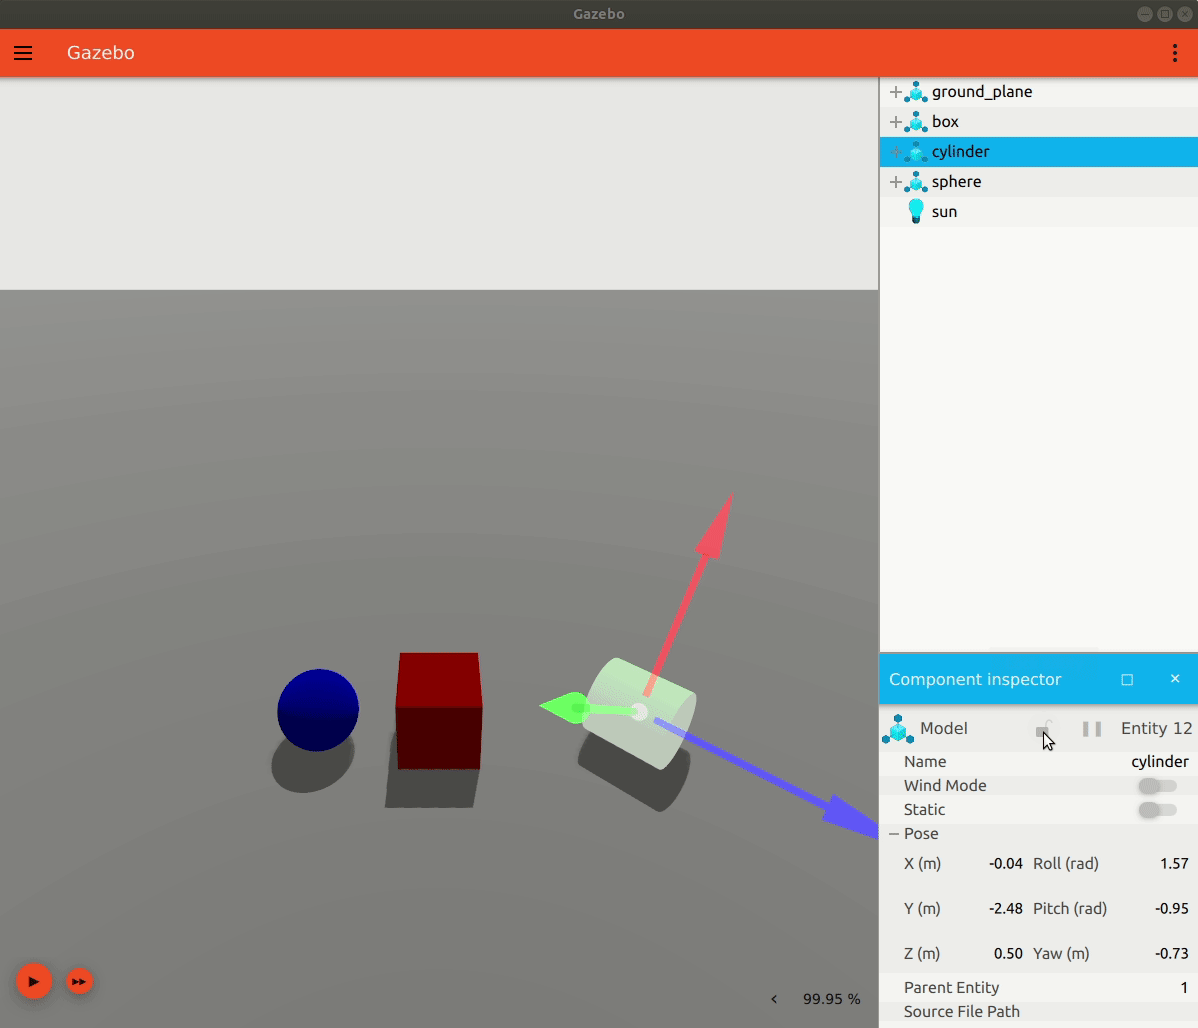 Gazebo
Gazebo
ground_plane
box
cylinder
sphere
sun
Component inspector
Model Entity 12
Name cylinder
Wind Mode
Static
Pose
X (m) -0.04 Roll (rad) 1.57
Y (m) -2.48 Pitch (rad) -0.95
Z (m) 0.50 Yaw (m) -0.73
Parent Entity 1
Source File Path
99.95 %